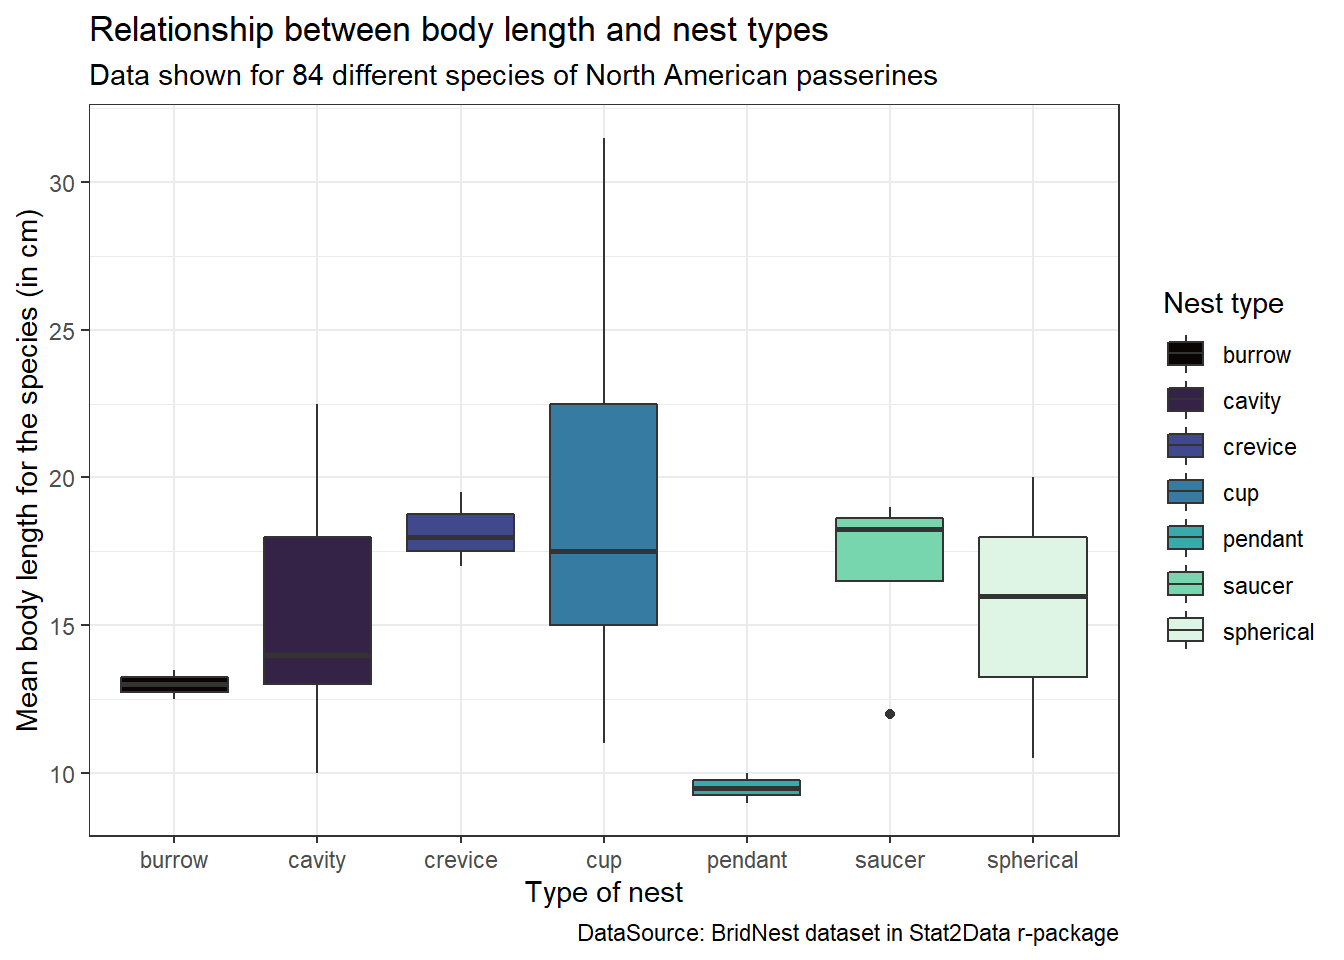 Relationship between body length and nest types
Data shown for 84 different species of North American passerines
Mean body length for the species (in cm)
30
25
20
15
10
burrow
cavity
crevice
cup
pendant
saucer
spherical
Type of nest
Nest type
burrow
cavity
crevice
cup
pendant
saucer
spherical
DataSource: BridNest dataset in Stat2Data r-package